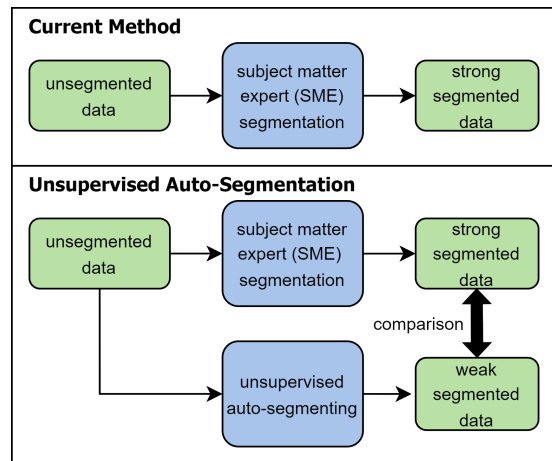 Current Method
unsegmented
data
subject matter
expert (SME)
segmentation
strong
segmented
data
Unsupervised Auto-Segmentation
unsegmented
data
subject matter
expert (SME)
segmentation
strong
segmented
data
comparison
unsupervised
auto-segmenting
weak
segmented
data